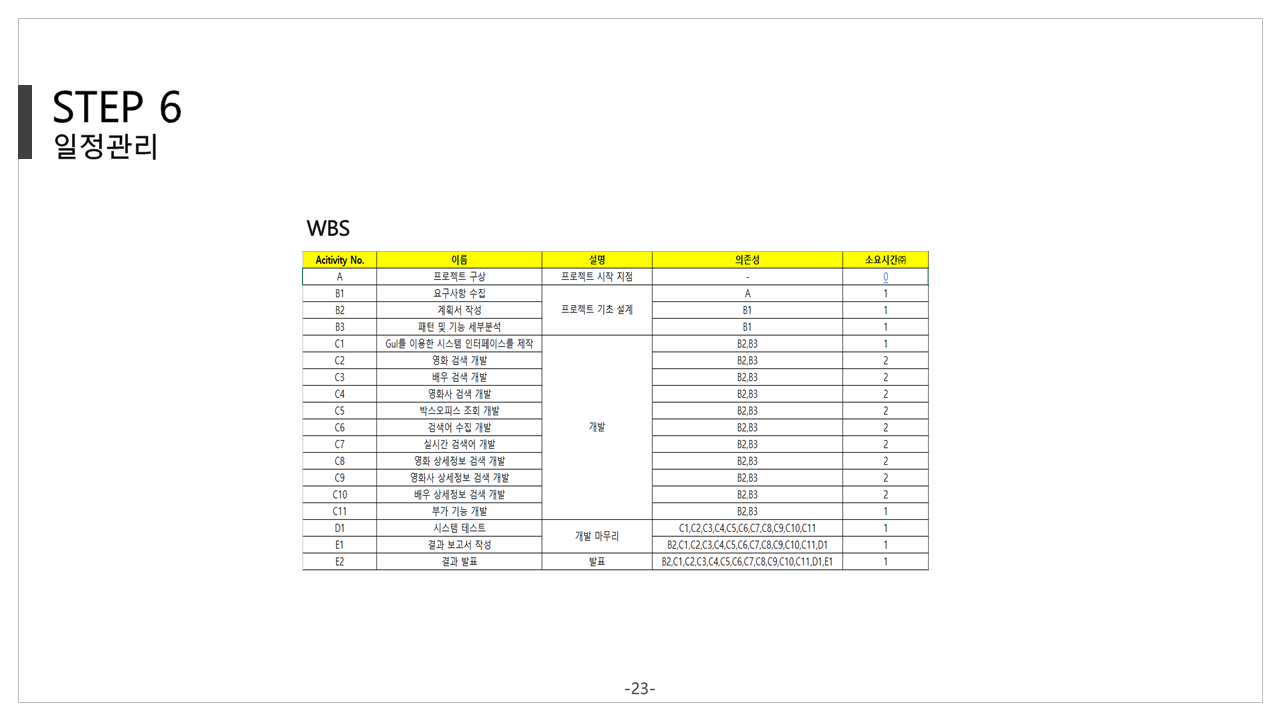 STEP 6
일정관리
WBS
Acitivity No. 이름 설명 의존성 소요시간㈜
A 프로젝트 구상 프로젝트 시작 지점 - 0
B1 요구사항 수집 프로젝트 기초 설계 A 1
B2 계획서 작성 B1 1
B3 패턴 및 기능 세부분석 B1 1
C1 GuI를 이용한 시스템 인터페이스를 제작 개발 B2,B3 1
C2 영화 검색 개발 B2,B3 2
C3 배우 검색 개발 B2,B3 2
C4 영화사 검색 개발 B2,B3 2
C5 박스오피스 조회 개발 B2,B3 2
C6 검색어 수집 개발 B2,B3 2
C7 실시간 검색어 개발 B2,B3 2
C8 영화 상세정보 검색 개발 B2,B3 2
C9 영화사 상세정보 검색 개발 B2,B3 2
C10 배우 상세정보 검색 개발 B2,B3 2
C11 부가 기능 개발 B2,B3 1
D1 시스템 테스트 개발 마무리 C1,C2,C3,C4,C5,C6,C7,C8,C9,C10,C11 1
E1 결과 보고서 작성 B2,C1,C2,C3,C4,C5,C6,C7,C8,C9,C10,C11,D1 1
E2 결과 발표 발표 B2,C1,C2,C3,C4,C5,C6,C7,C8,C9,C10,C11,D1,E1 1
-23-